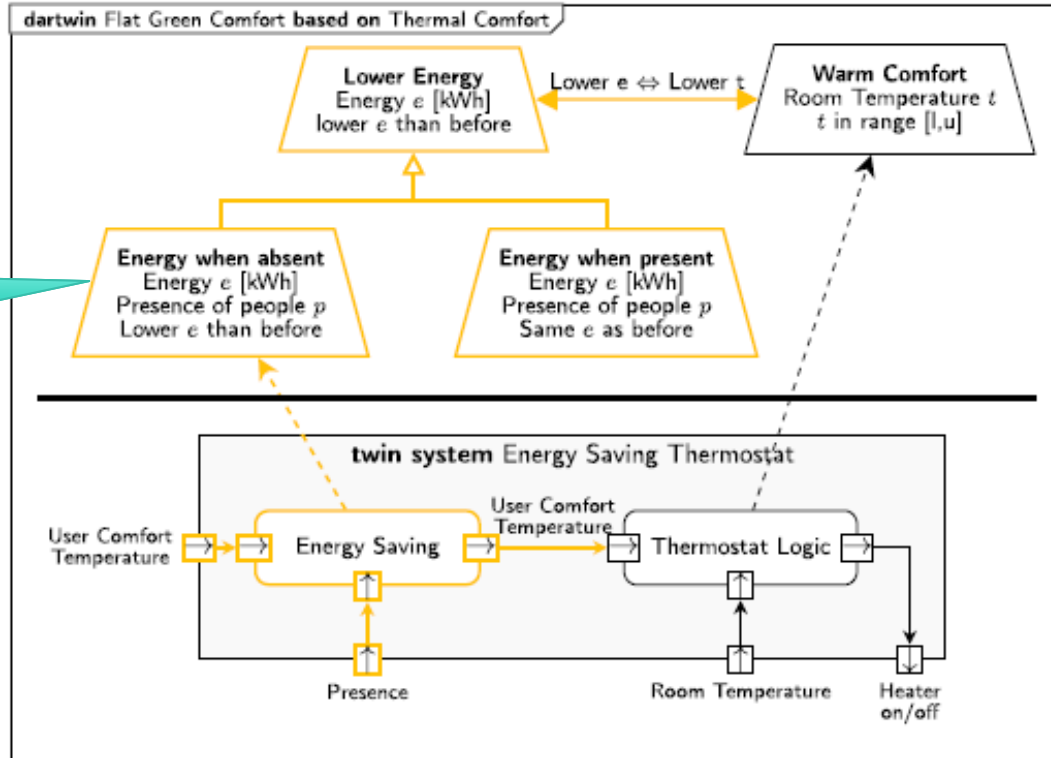 dartwin Flat Green Comfort based on Thermal Comfort
Lower Energy
Energy e [kWh]
lower e than before
Lower e ⇔ Lower t
Warm Comfort
Room Temperature t
t in range [l,u]
Energy when absent
Energy e [kWh]
Presence of people p
Lower e than before
Energy when present
Energy e [kWh]
Presence of people p
Same e as before
twin system Energy Saving Thermostat
User Comfort
Temperature
Energy Saving
User Comfort
Temperature
Thermostat Logic
Presence
Room Temperature
Heater
on/off